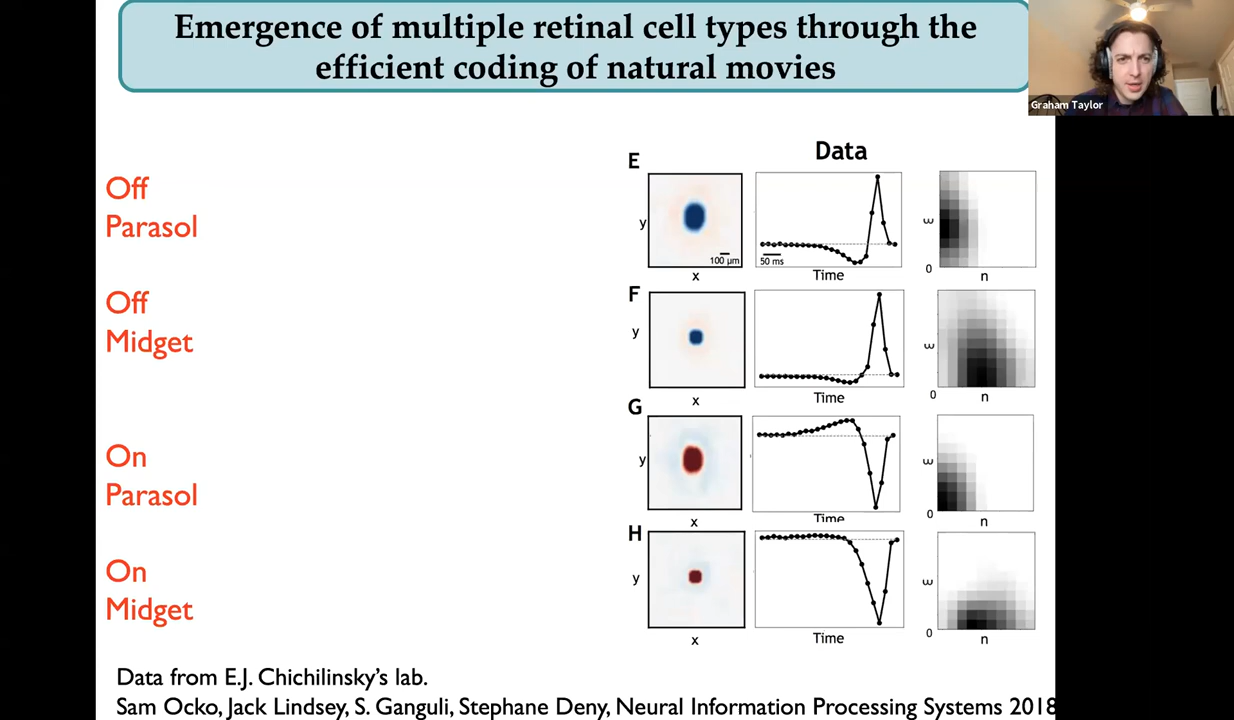 Emergence of multiple retinal cell types through the
efficient coding of natural movies
Graham Taylor
Off
Parasol
Off
Midget
On
Parasol
On
Midget
Data
E
y
x
100 µm
50 ms
Time
ω
0
n
F
y
x
Time
ω
0
n
G
y
x
Time
ω
0
n
H
y
x
Time
ω
0
n
Data from E.J. Chichilinsky's lab.
Sam Ocko, Jack Lindsey, S. Ganguli, Stephane Deny, Neural Information Processing Systems 2018